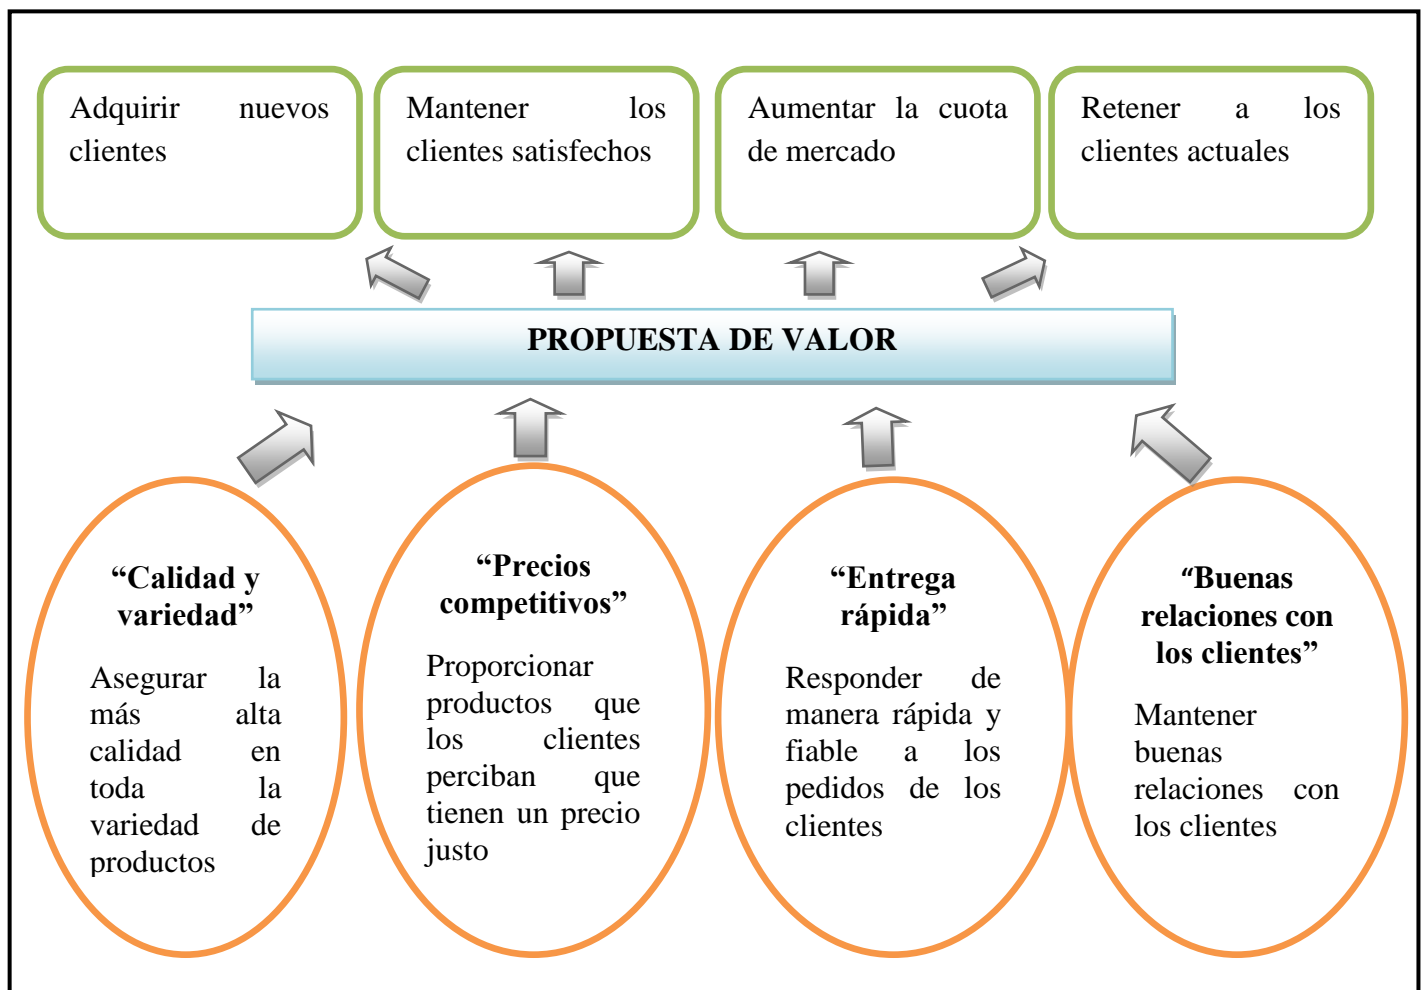 Adquirir nuevos
clientes
Mantener los
clientes satisfechos
Aumentar la cuota
de mercado
Retener a los
clientes actuales
PROPUESTA DE VALOR
“Calidad y
variedad”
Asegurar la
más alta
calidad en
toda la
variedad de
productos
“Precios
competitivos”
Proporcionar
productos que
los clientes
perciban que
tienen un precio
justo
“Entrega
rápida”
Responder de
manera rápida y
fiable a los
pedidos de los
clientes
“Buenas
relaciones con
los clientes”
Mantener
buenas
relaciones con
los clientes